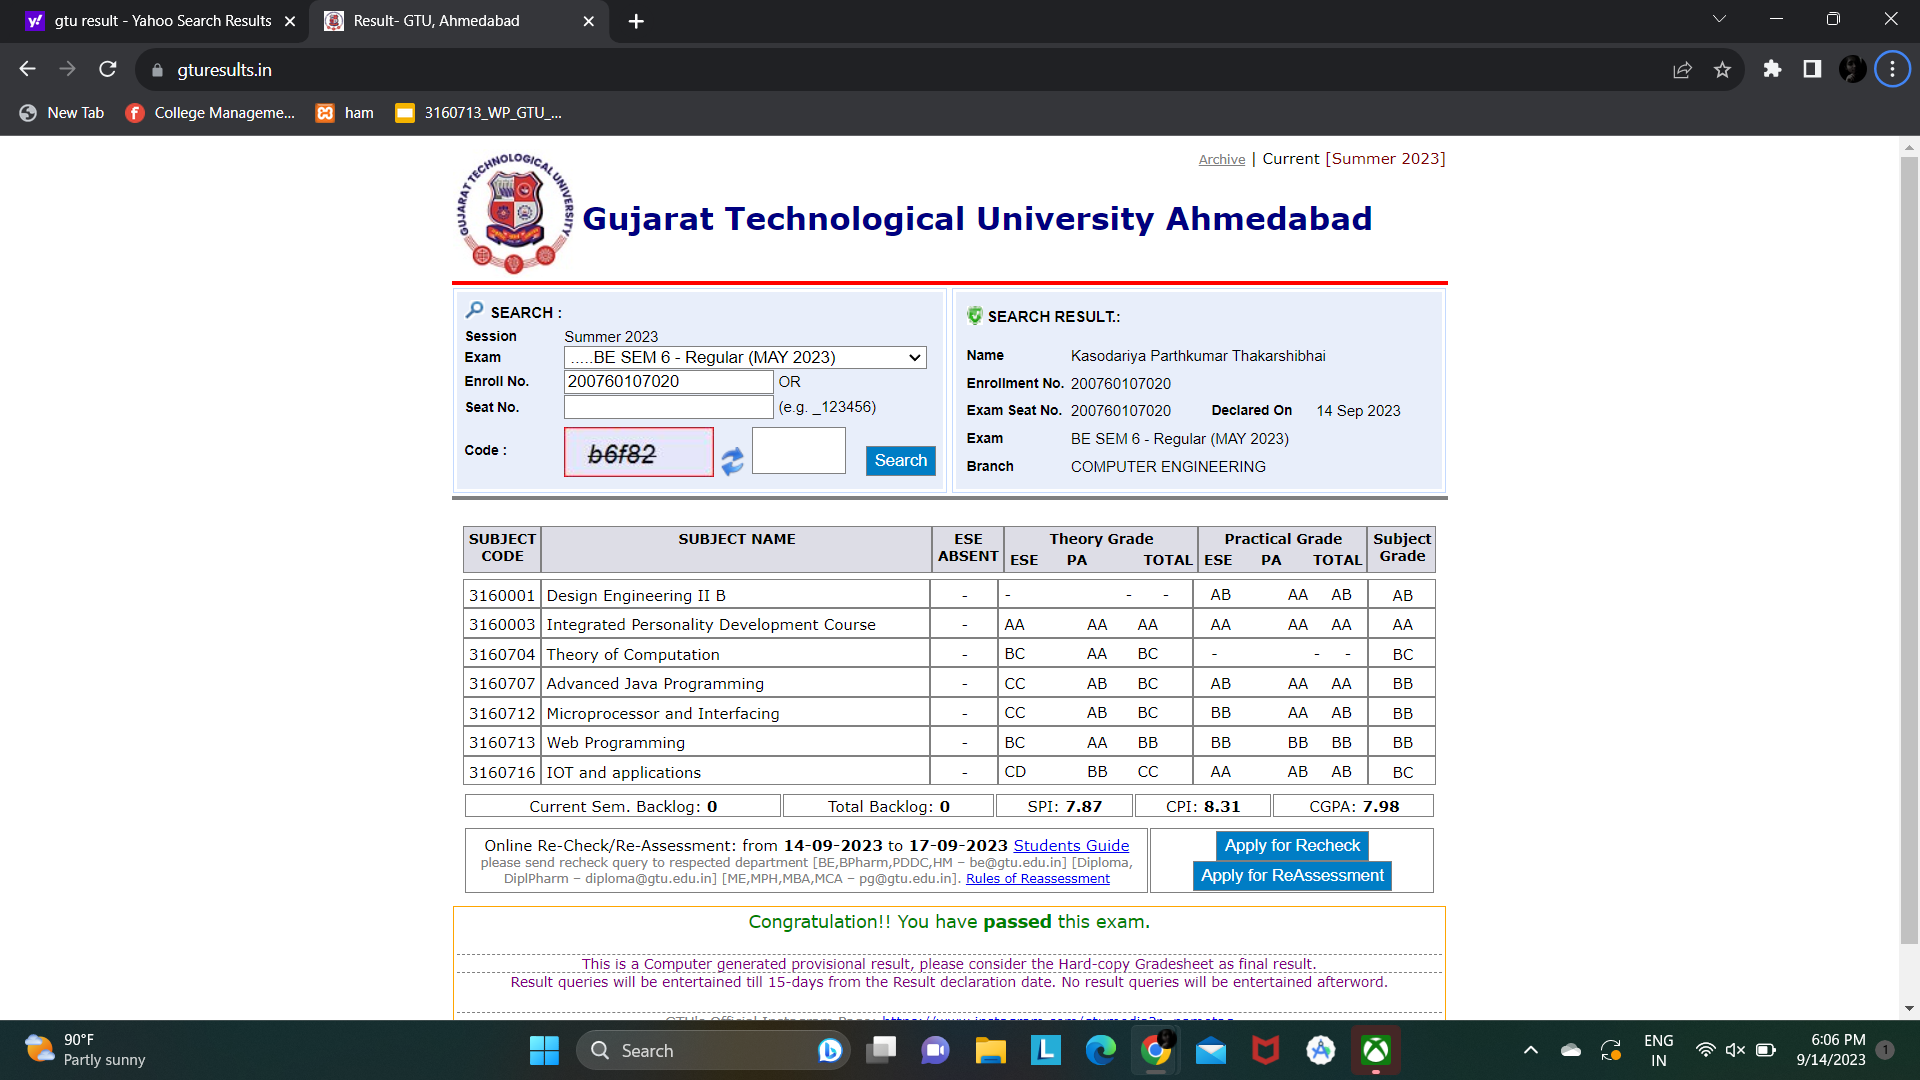 gtu result - Yahoo Search Results
Result- GTU, Ahmedabad
gturesults.in
New Tab
College Manageme...
ham
3160713_WP_GTU_...
Archive | Current [Summer 2023]
GUJARAT TECHNOLOGICAL UNIVERSITY
Gujarat Technological University Ahmedabad
SEARCH :
Session Summer 2023
Exam .....BE SEM 6 - Regular (MAY 2023)
Enroll No. 200760107020 OR
Seat No. (e.g. _123456)
Code : b6f82 Search
SEARCH RESULT.:
Name Kasodariya Parthkumar Thakarshibhai
Enrollment No. 200760107020
Exam Seat No. 200760107020 Declared On 14 Sep 2023
Exam BE SEM 6 - Regular (MAY 2023)
Branch COMPUTER ENGINEERING
SUBJECT CODE SUBJECT NAME ESE ABSENT Theory Grade Practical Grade Subject Grade
ESE PA TOTAL ESE PA TOTAL
3160001 Design Engineering II B - - - - AB AA AB AB
3160003 Integrated Personality Development Course - AA AA AA AA AA AA AA
3160704 Theory of Computation - BC AA BC - - - BC
3160707 Advanced Java Programming - CC AB BC AB AA AA BB
3160712 Microprocessor and Interfacing - CC AB BC BB AA AB BB
3160713 Web Programming - BC AA BB BB BB BB BB
3160716 IOT and applications - CD BB CC AA AB AB BC
Current Sem. Backlog: 0 Total Backlog: 0 SPI: 7.87 CPI: 8.31 CGPA: 7.98
Online Re-Check/Re-Assessment: from 14-09-2023 to 17-09-2023 Students Guide
please send recheck query to respected department [BE,BPharm,PDDC,HM – be@gtu.edu.in] [Diploma,
DiplPharm – diploma@gtu.edu.in] [ME,MPH,MBA,MCA – pg@gtu.edu.in]. Rules of Reassessment
Apply for Recheck
Apply for ReAssessment
Congratulation!! You have passed this exam.
This is a Computer generated provisional result, please consider the Hard-copy Gradesheet as final result.
Result queries will be entertained till 15-days from the Result declaration date. No result queries will be entertained afterword.
90°F
Partly sunny
Search
ENG
IN
6:06 PM
9/14/2023
1